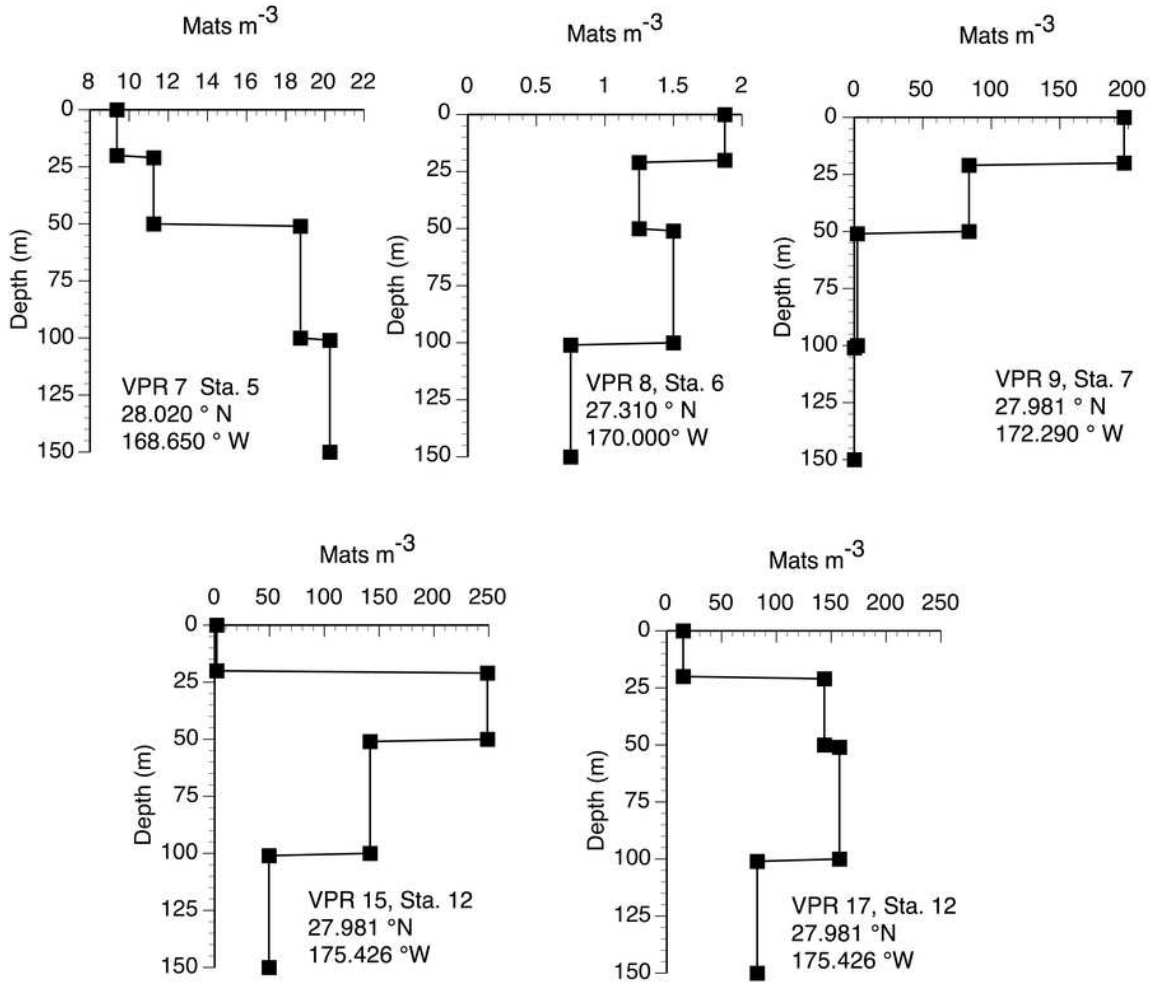 Mats m-3
8 10 12 14 16 18 20 22
0
25
50
75
100
125
150
Depth (m)
VPR 7 Sta. 5
28.020 ° N
168.650 ° W
Mats m-3
0 0.5 1 1.5 2
0
25
50
75
100
125
150
Depth (m)
VPR 8, Sta. 6
27.310 ° N
170.000° W
Mats m-3
0 50 100 150 200
0
25
50
75
100
125
150
Depth (m)
VPR 9, Sta. 7
27.981 ° N
172.290 ° W
Mats m-3
0 50 100 150 200 250
0
25
50
75
100
125
150
Depth (m)
VPR 15, Sta. 12
27.981 °N
175.426 °W
Mats m-3
0 50 100 150 200 250
0
25
50
75
100
125
150
Depth (m)
VPR 17, Sta. 12
27.981 °N
175.426 °W